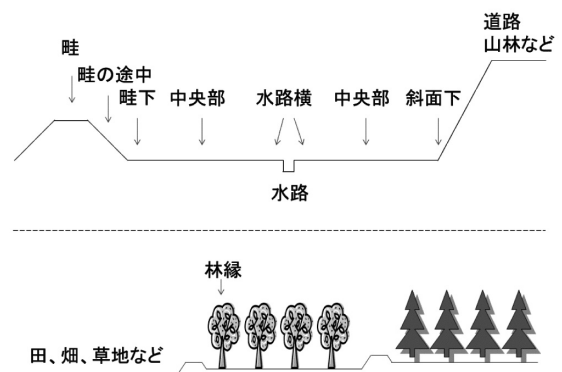 道路
山林など
畦
畦の途中
畦下
中央部
水路横
中央部
斜面下
水路
林縁
田、畑、草地など